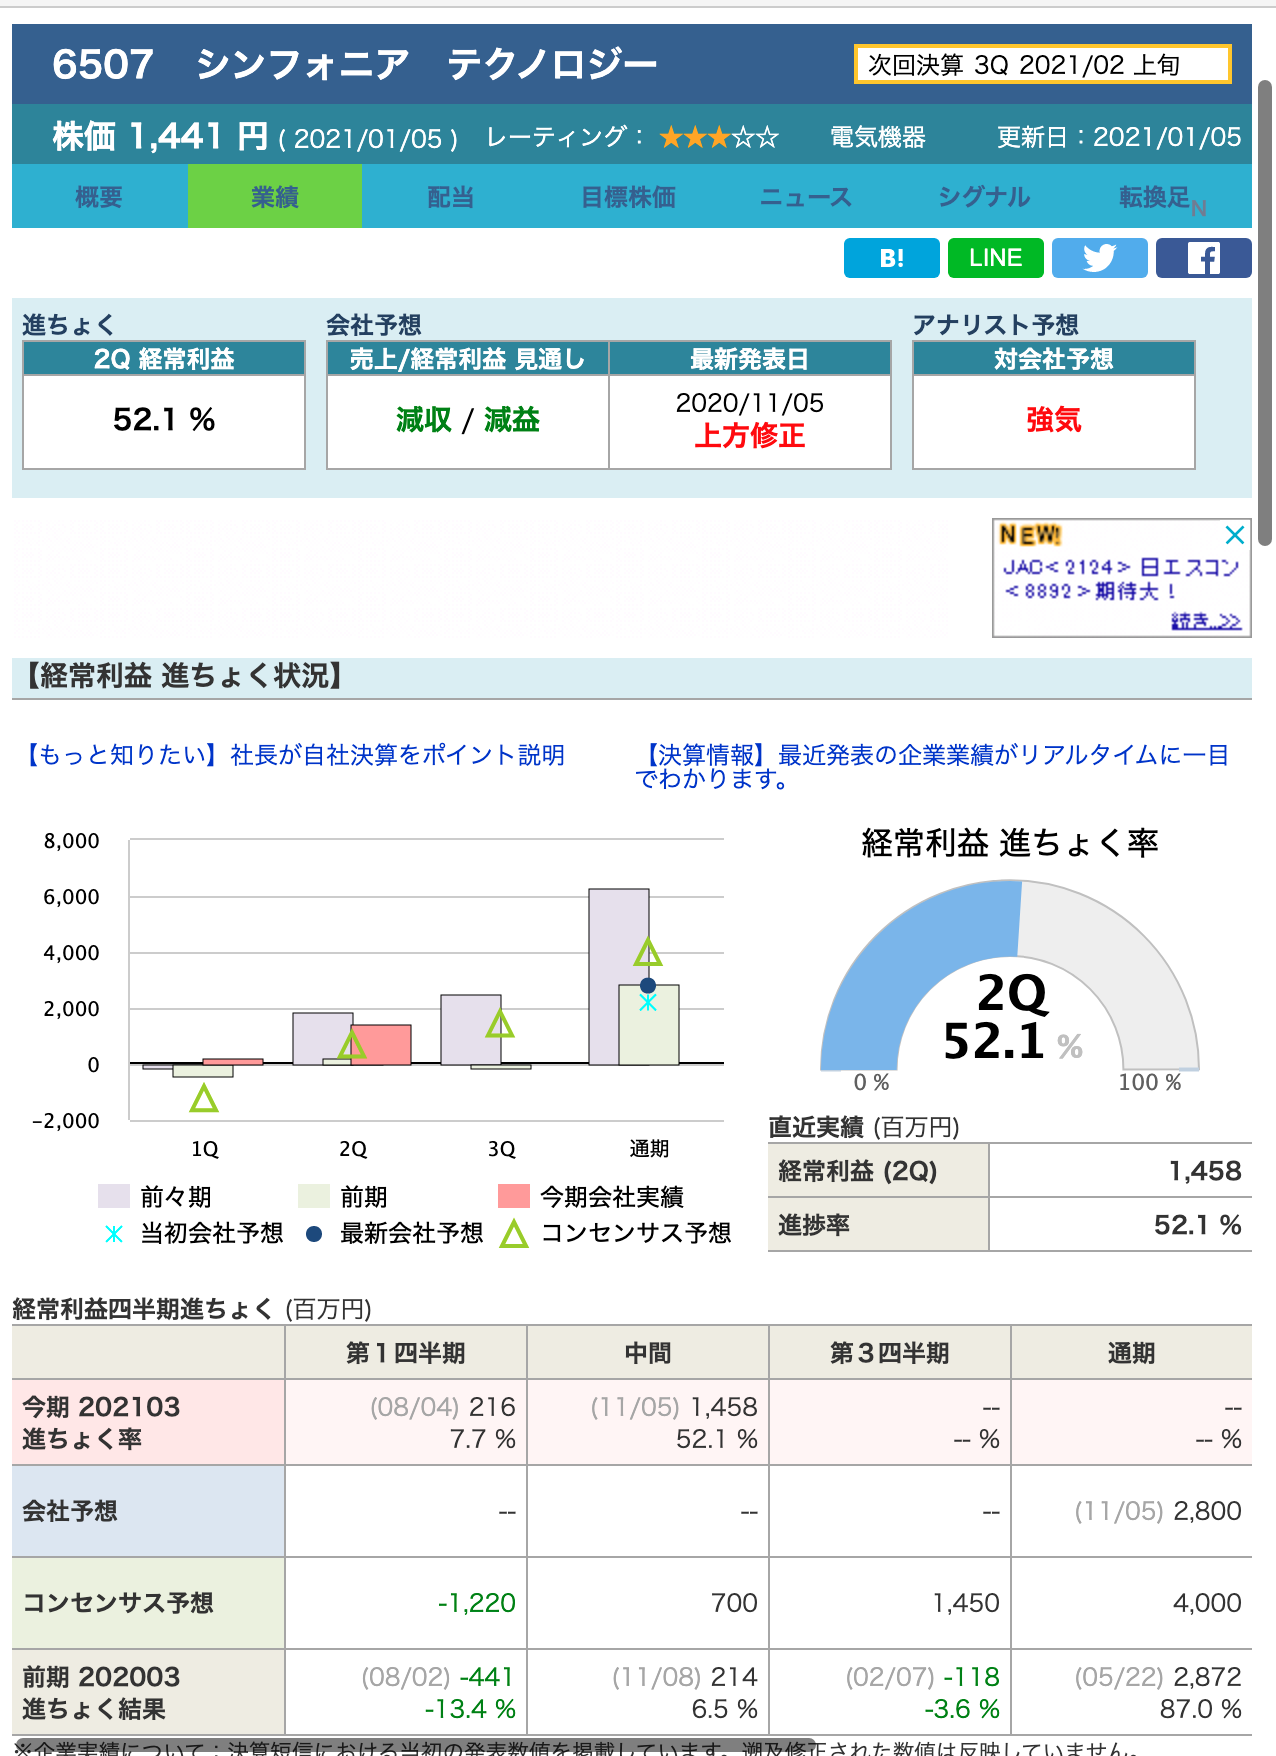 6507 シンフォニア テクノロジー
次回決算 3Q 2021/02 上旬
株価 1,441 円 ( 2021/01/05 ) レーティング： ★★★☆☆ 電気機器 更新日：2021/01/05
概要 業績 配当 目標株価 ニュース シグナル 転換足N
B! LINE
進ちょく 会社予想 アナリスト予想
2Q 経常利益 売上/経常利益 見通し 最新発表日 対会社予想
52.1 % 減収 / 減益 2020/11/05 強気
上方修正
NEW!
JAC<2124> 日エスコン
<8892>期待大！
続き..>>
【経常利益 進ちょく状況】
【もっと知りたい】社長が自社決算をポイント説明
【決算情報】最近発表の企業業績がリアルタイムに一目
でわかります。
8,000
6,000
4,000
2,000
0
-2,000
1Q 2Q 3Q 通期
前々期 前期 今期会社実績
当初会社予想 最新会社予想 コンセンサス予想
経常利益 進ちょく率
2Q
52.1 %
0 % 100 %
直近実績 (百万円)
経常利益 (2Q) 1,458
進捗率 52.1 %
経常利益四半期進ちょく (百万円)
第１四半期 中間 第３四半期 通期
今期 202103 (08/04) 216 (11/05) 1,458 -- --
進ちょく率 7.7 % 52.1 % -- % -- %
会社予想 -- -- -- (11/05) 2,800
コンセンサス予想 -1,220 700 1,450 4,000
前期 202003 (08/02) -441 (11/08) 214 (02/07) -118 (05/22) 2,872
進ちょく結果 -13.4 % 6.5 % -3.6 % 87.0 %
※企業実績について：決算短信における当初の発表数値を掲載しています。遡及修正された数値は反映していません。